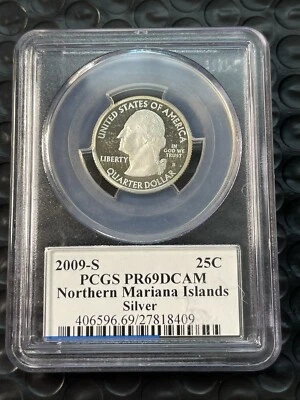 UNITED STATES OF AMERICA
LIBERTY
IN
GOD WE
TRUST
S
QUARTER DOLLAR
2009-S 25C
PCGS PR69DCAM
Northern Mariana Islands
Silver
406596.69/27818409